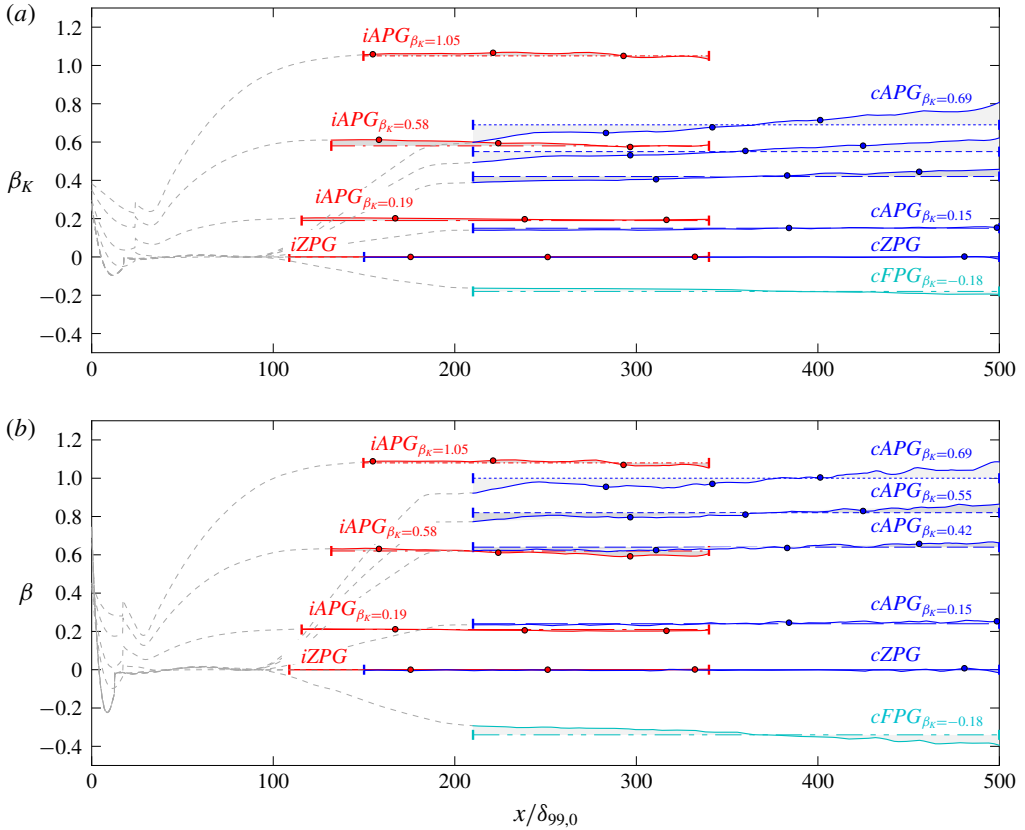 (a)
1.2
1.0
0.8
0.6
0.4
0.2
0
−0.2
−0.4
β_K
iAPG_{β_K=1.05}
cAPG_{β_K=0.69}
iAPG_{β_K=0.58}
iAPG_{β_K=0.19}
cAPG_{β_K=0.15}
iZPG
cZPG
cFPG_{β_K=−0.18}
0 100 200 300 400 500
(b)
1.2
1.0
0.8
0.6
0.4
0.2
0
−0.2
−0.4
β
iAPG_{β_K=1.05}
cAPG_{β_K=0.69}
cAPG_{β_K=0.55}
iAPG_{β_K=0.58}
cAPG_{β_K=0.42}
iAPG_{β_K=0.19}
cAPG_{β_K=0.15}
iZPG
cZPG
cFPG_{β_K=−0.18}
0 100 200 300 400 500
x/δ_{99,0}